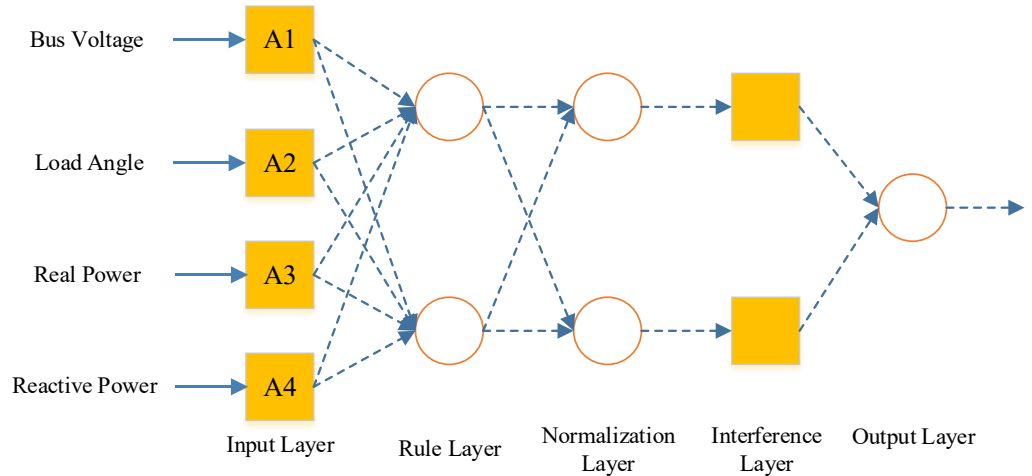 Bus Voltage
A1
Load Angle
A2
Real Power
A3
Reactive Power
A4
Input Layer
Rule Layer
Normalization
Layer
Interference
Layer
Output Layer